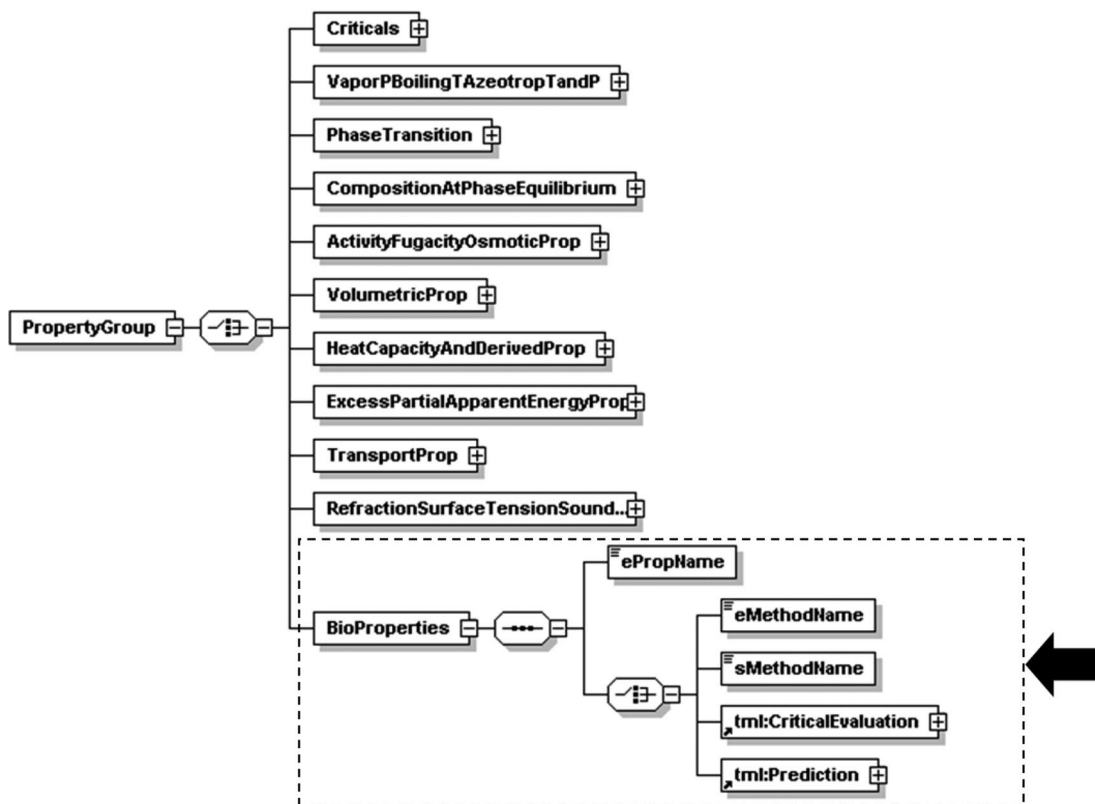 Criticals
VaporPBoilingTAzeotropTandP
PhaseTransition
CompositionAtPhaseEquilibrium
ActivityFugacityOsmoticProp
VolumetricProp
PropertyGroup
HeatCapacityAndDerivedProp
ExcessPartialApparentEnergyProp
TransportProp
RefractionSurfaceTensionSound...
ePropName
BioProperties
eMethodName
sMethodName
tml:CriticalEvaluation
tml:Prediction